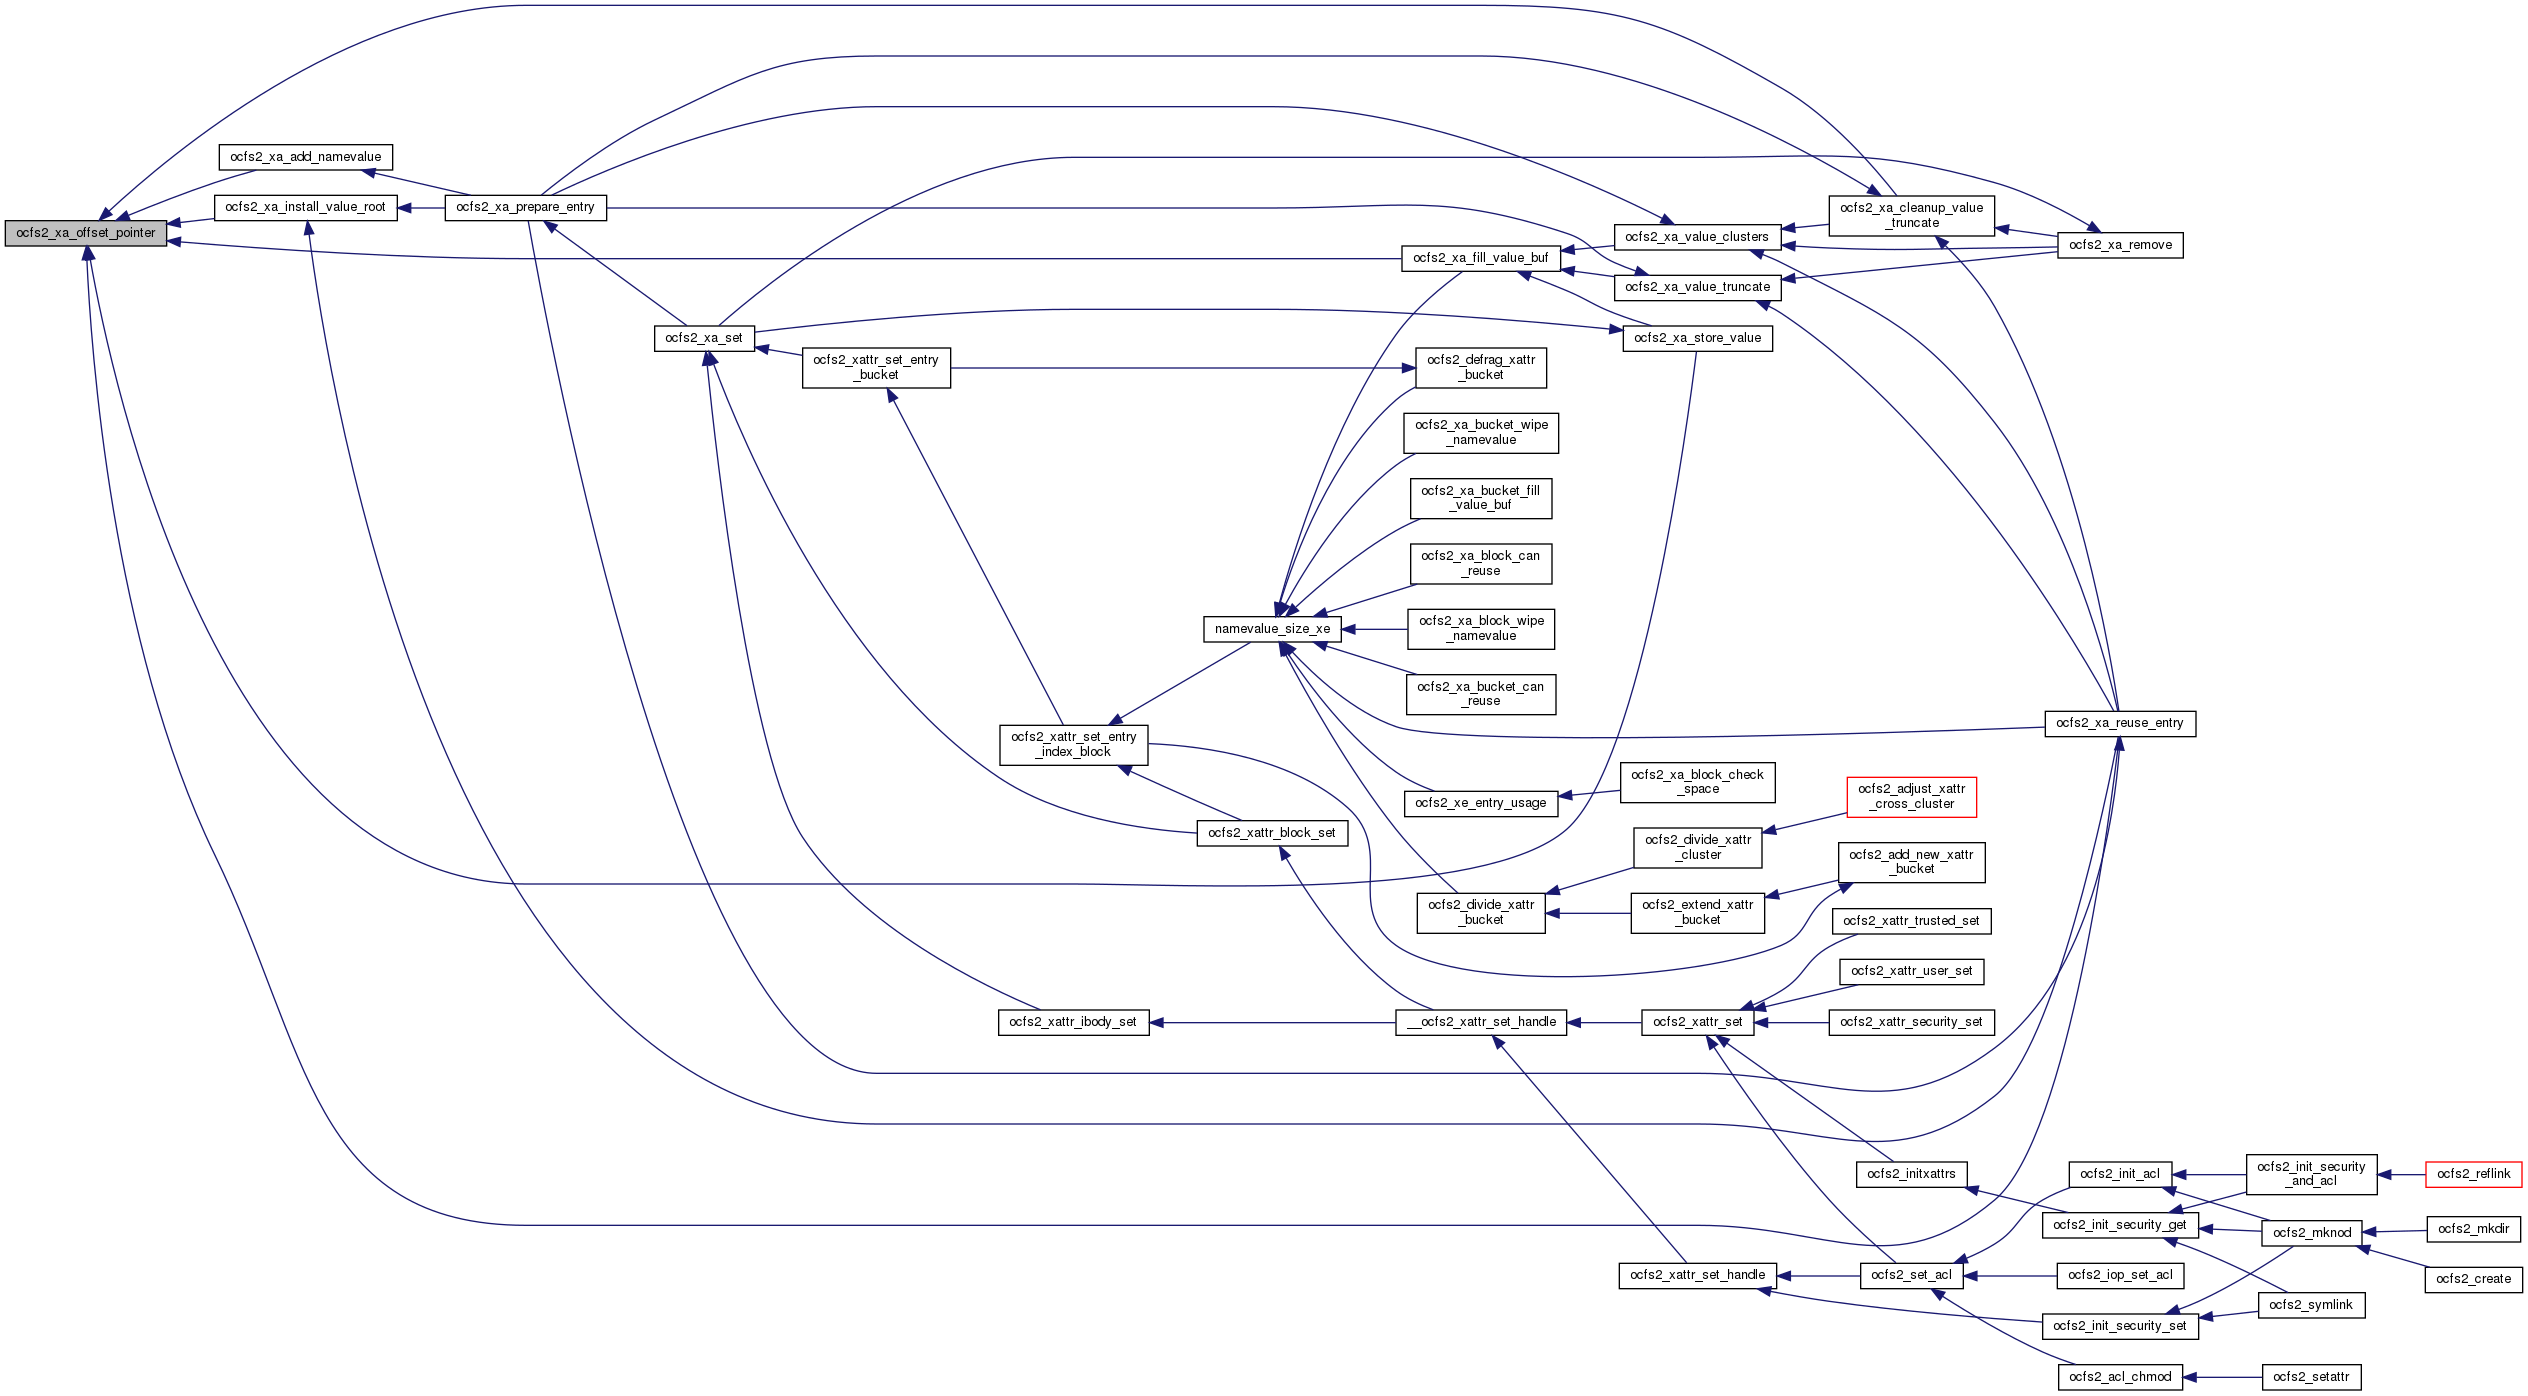 ocfs2_xa_offset_pointer
ocfs2_xa_add_namevalue
ocfs2_xa_install_value_root
ocfs2_xa_prepare_entry
ocfs2_xa_set
ocfs2_xattr_set_entry
_bucket
ocfs2_xattr_set_entry
_index_block
ocfs2_xattr_ibody_set
namevalue_size_xe
ocfs2_xattr_block_set
ocfs2_xa_fill_value_buf
ocfs2_defrag_xattr
_bucket
ocfs2_xa_bucket_wipe
_namevalue
ocfs2_xa_bucket_fill
_value_buf
ocfs2_xa_block_can
_reuse
ocfs2_xa_block_wipe
_namevalue
ocfs2_xa_bucket_can
_reuse
ocfs2_xe_entry_usage
ocfs2_divide_xattr
_bucket
__ocfs2_xattr_set_handle
ocfs2_xa_value_clusters
ocfs2_xa_value_truncate
ocfs2_xa_store_value
ocfs2_xa_block_check
_space
ocfs2_divide_xattr
_cluster
ocfs2_extend_xattr
_bucket
ocfs2_xattr_set
ocfs2_xattr_set_handle
ocfs2_xa_cleanup_value
_truncate
ocfs2_adjust_xattr
_cross_cluster
ocfs2_add_new_xattr
_bucket
ocfs2_xattr_trusted_set
ocfs2_xattr_user_set
ocfs2_xattr_security_set
ocfs2_initxattrs
ocfs2_set_acl
ocfs2_xa_remove
ocfs2_xa_reuse_entry
ocfs2_init_acl
ocfs2_init_security_get
ocfs2_iop_set_acl
ocfs2_init_security_set
ocfs2_acl_chmod
ocfs2_init_security
_and_acl
ocfs2_mknod
ocfs2_symlink
ocfs2_setattr
ocfs2_reflink
ocfs2_mkdir
ocfs2_create